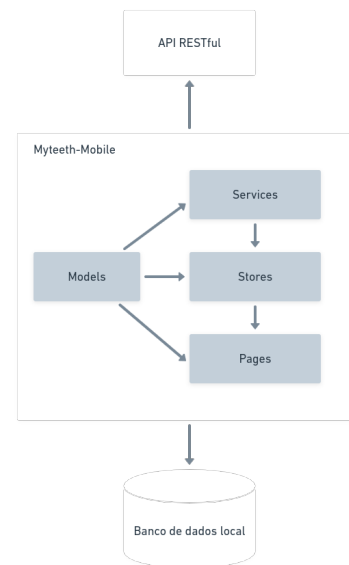 API RESTful
Myteeth-Mobile
Services
Models
Stores
Pages
Banco de dados local